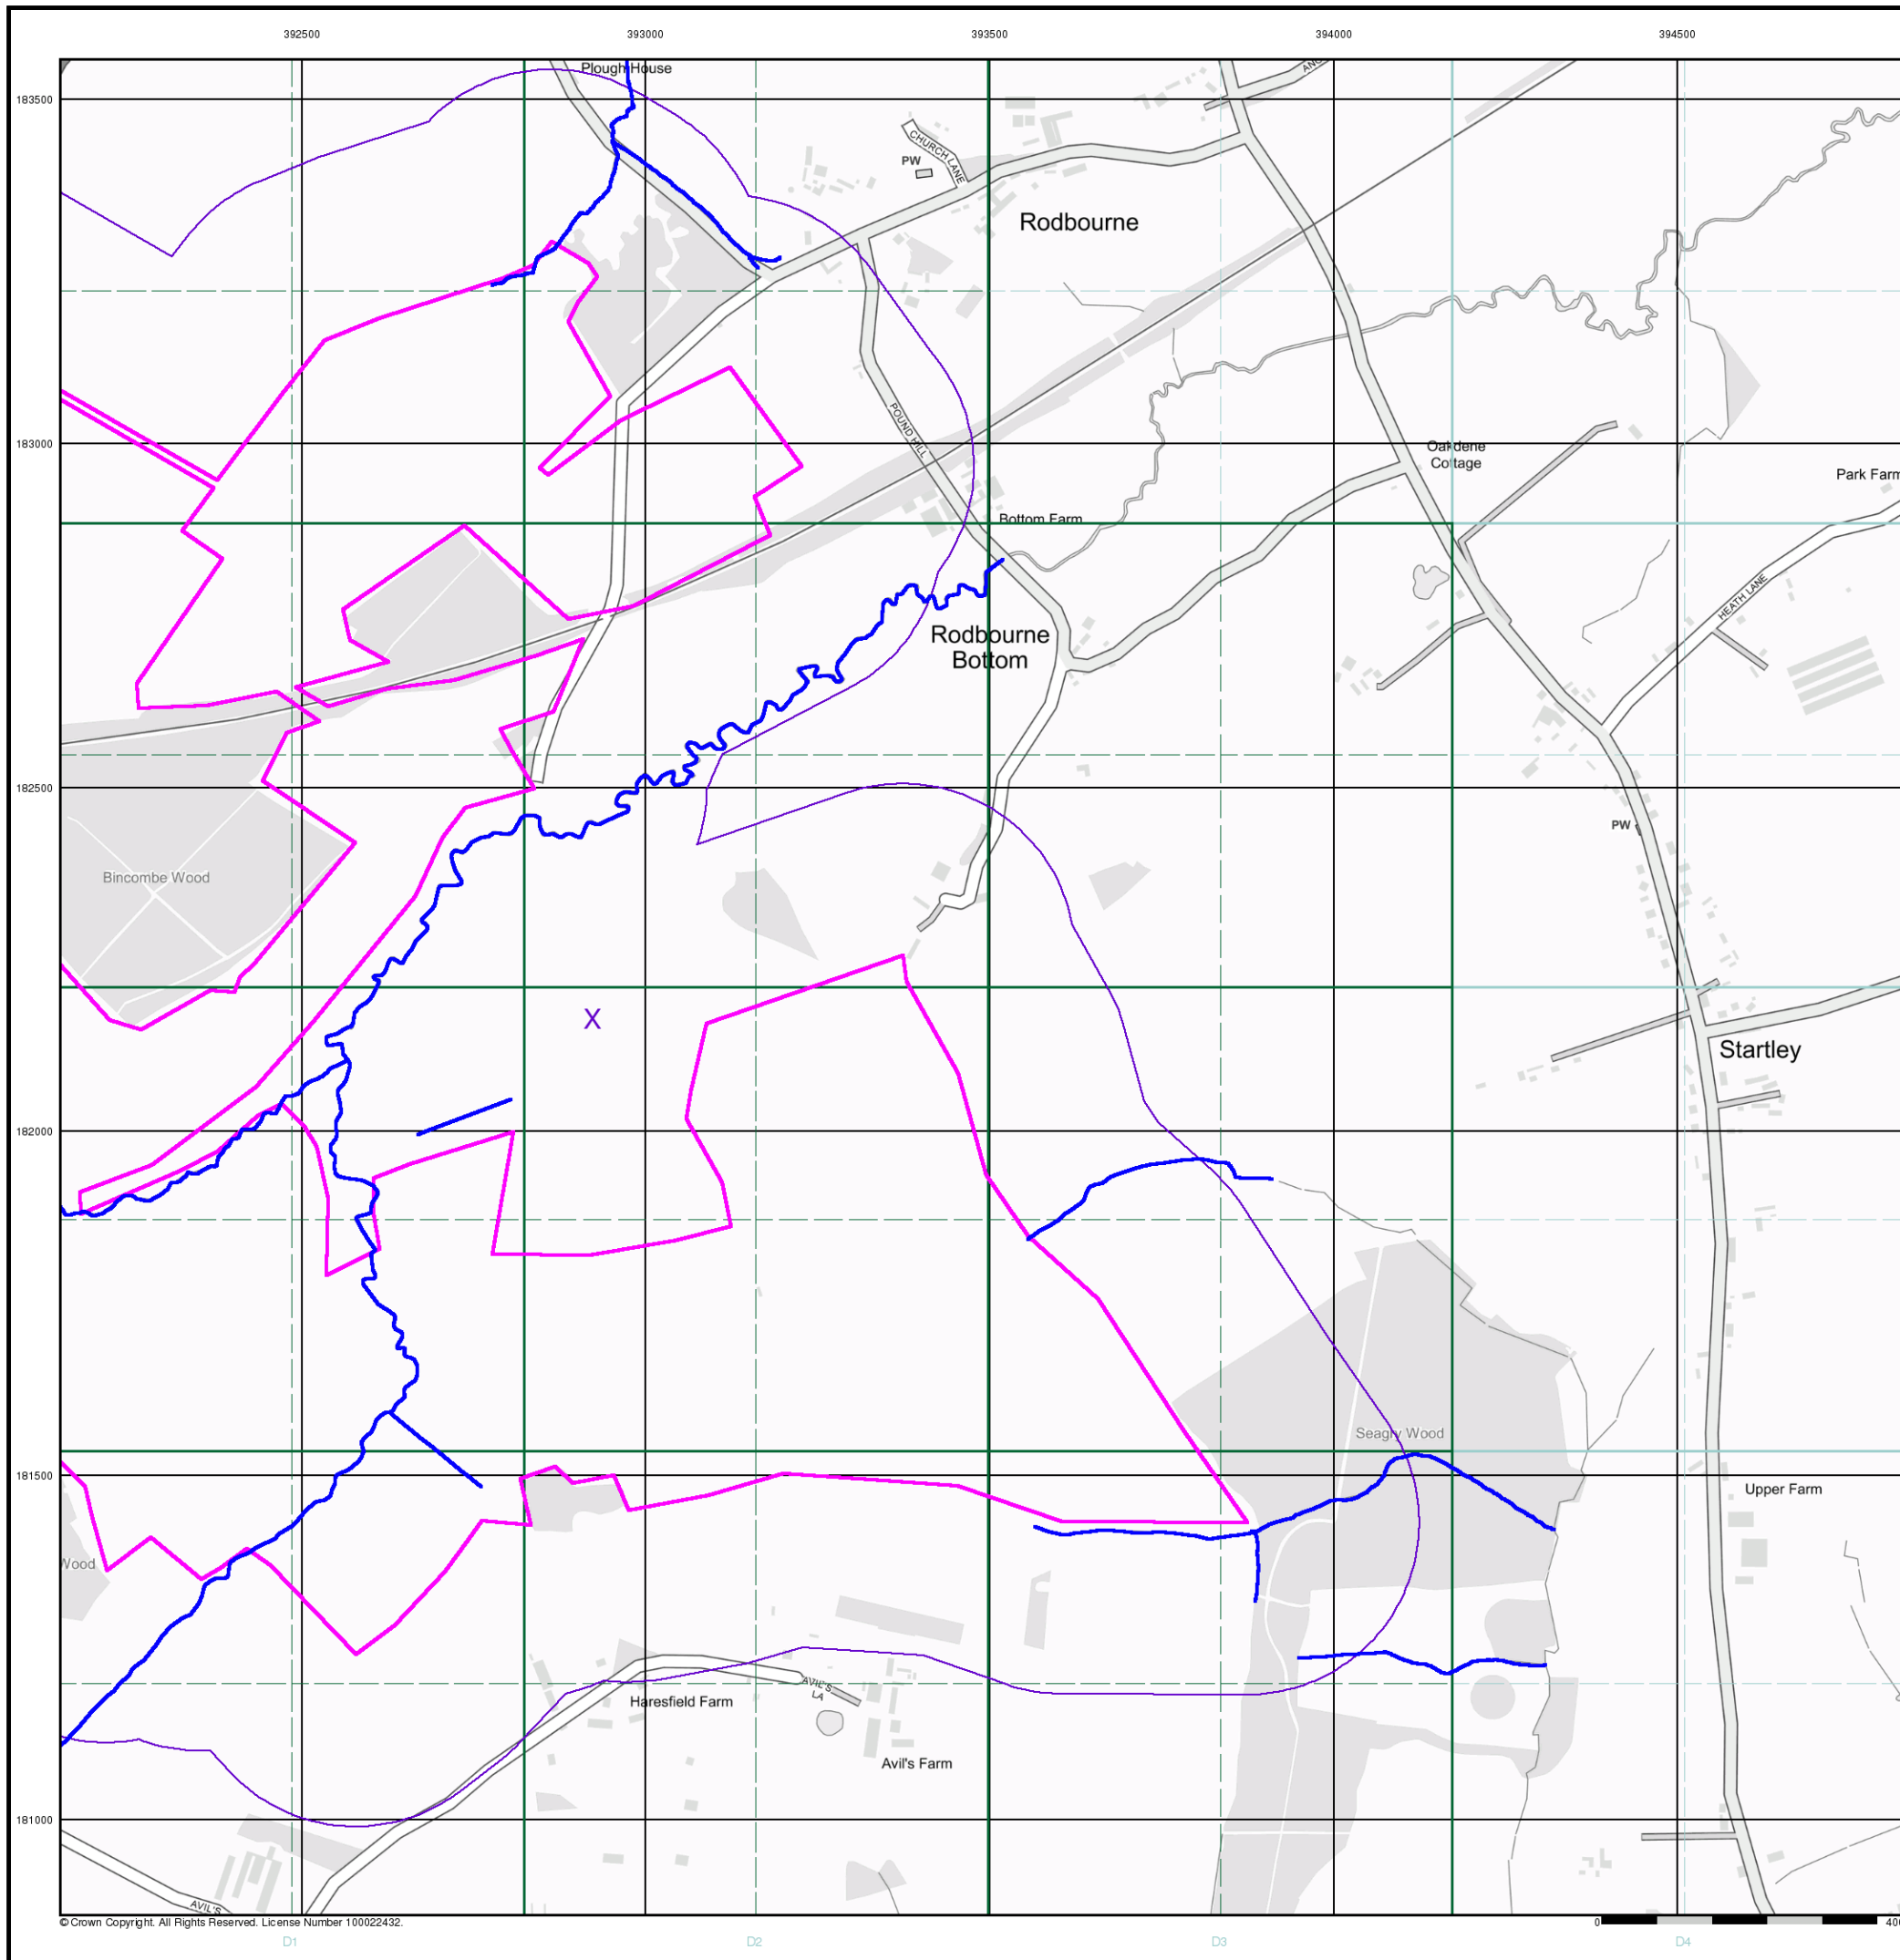 392500 393000 393500 394000 394500
Plough House
183500
CHURCH LANE
PW
Rodbourne
POUND HILL
183000
Oakdene
Cottage
Park Farm
Bottom Farm
HEATH LANE
Rodbourne
Bottom
182500
PW
Bincombe Wood
X
Startley
182000
Seagry Wood
181500
Upper Farm
Wood
AVIL'S
LA
Haresfield Farm
Avil's Farm
181000
AVIL'S
© Crown Copyright. All Rights Reserved. License Number 100022432.
0
D1 D2 D3 D4